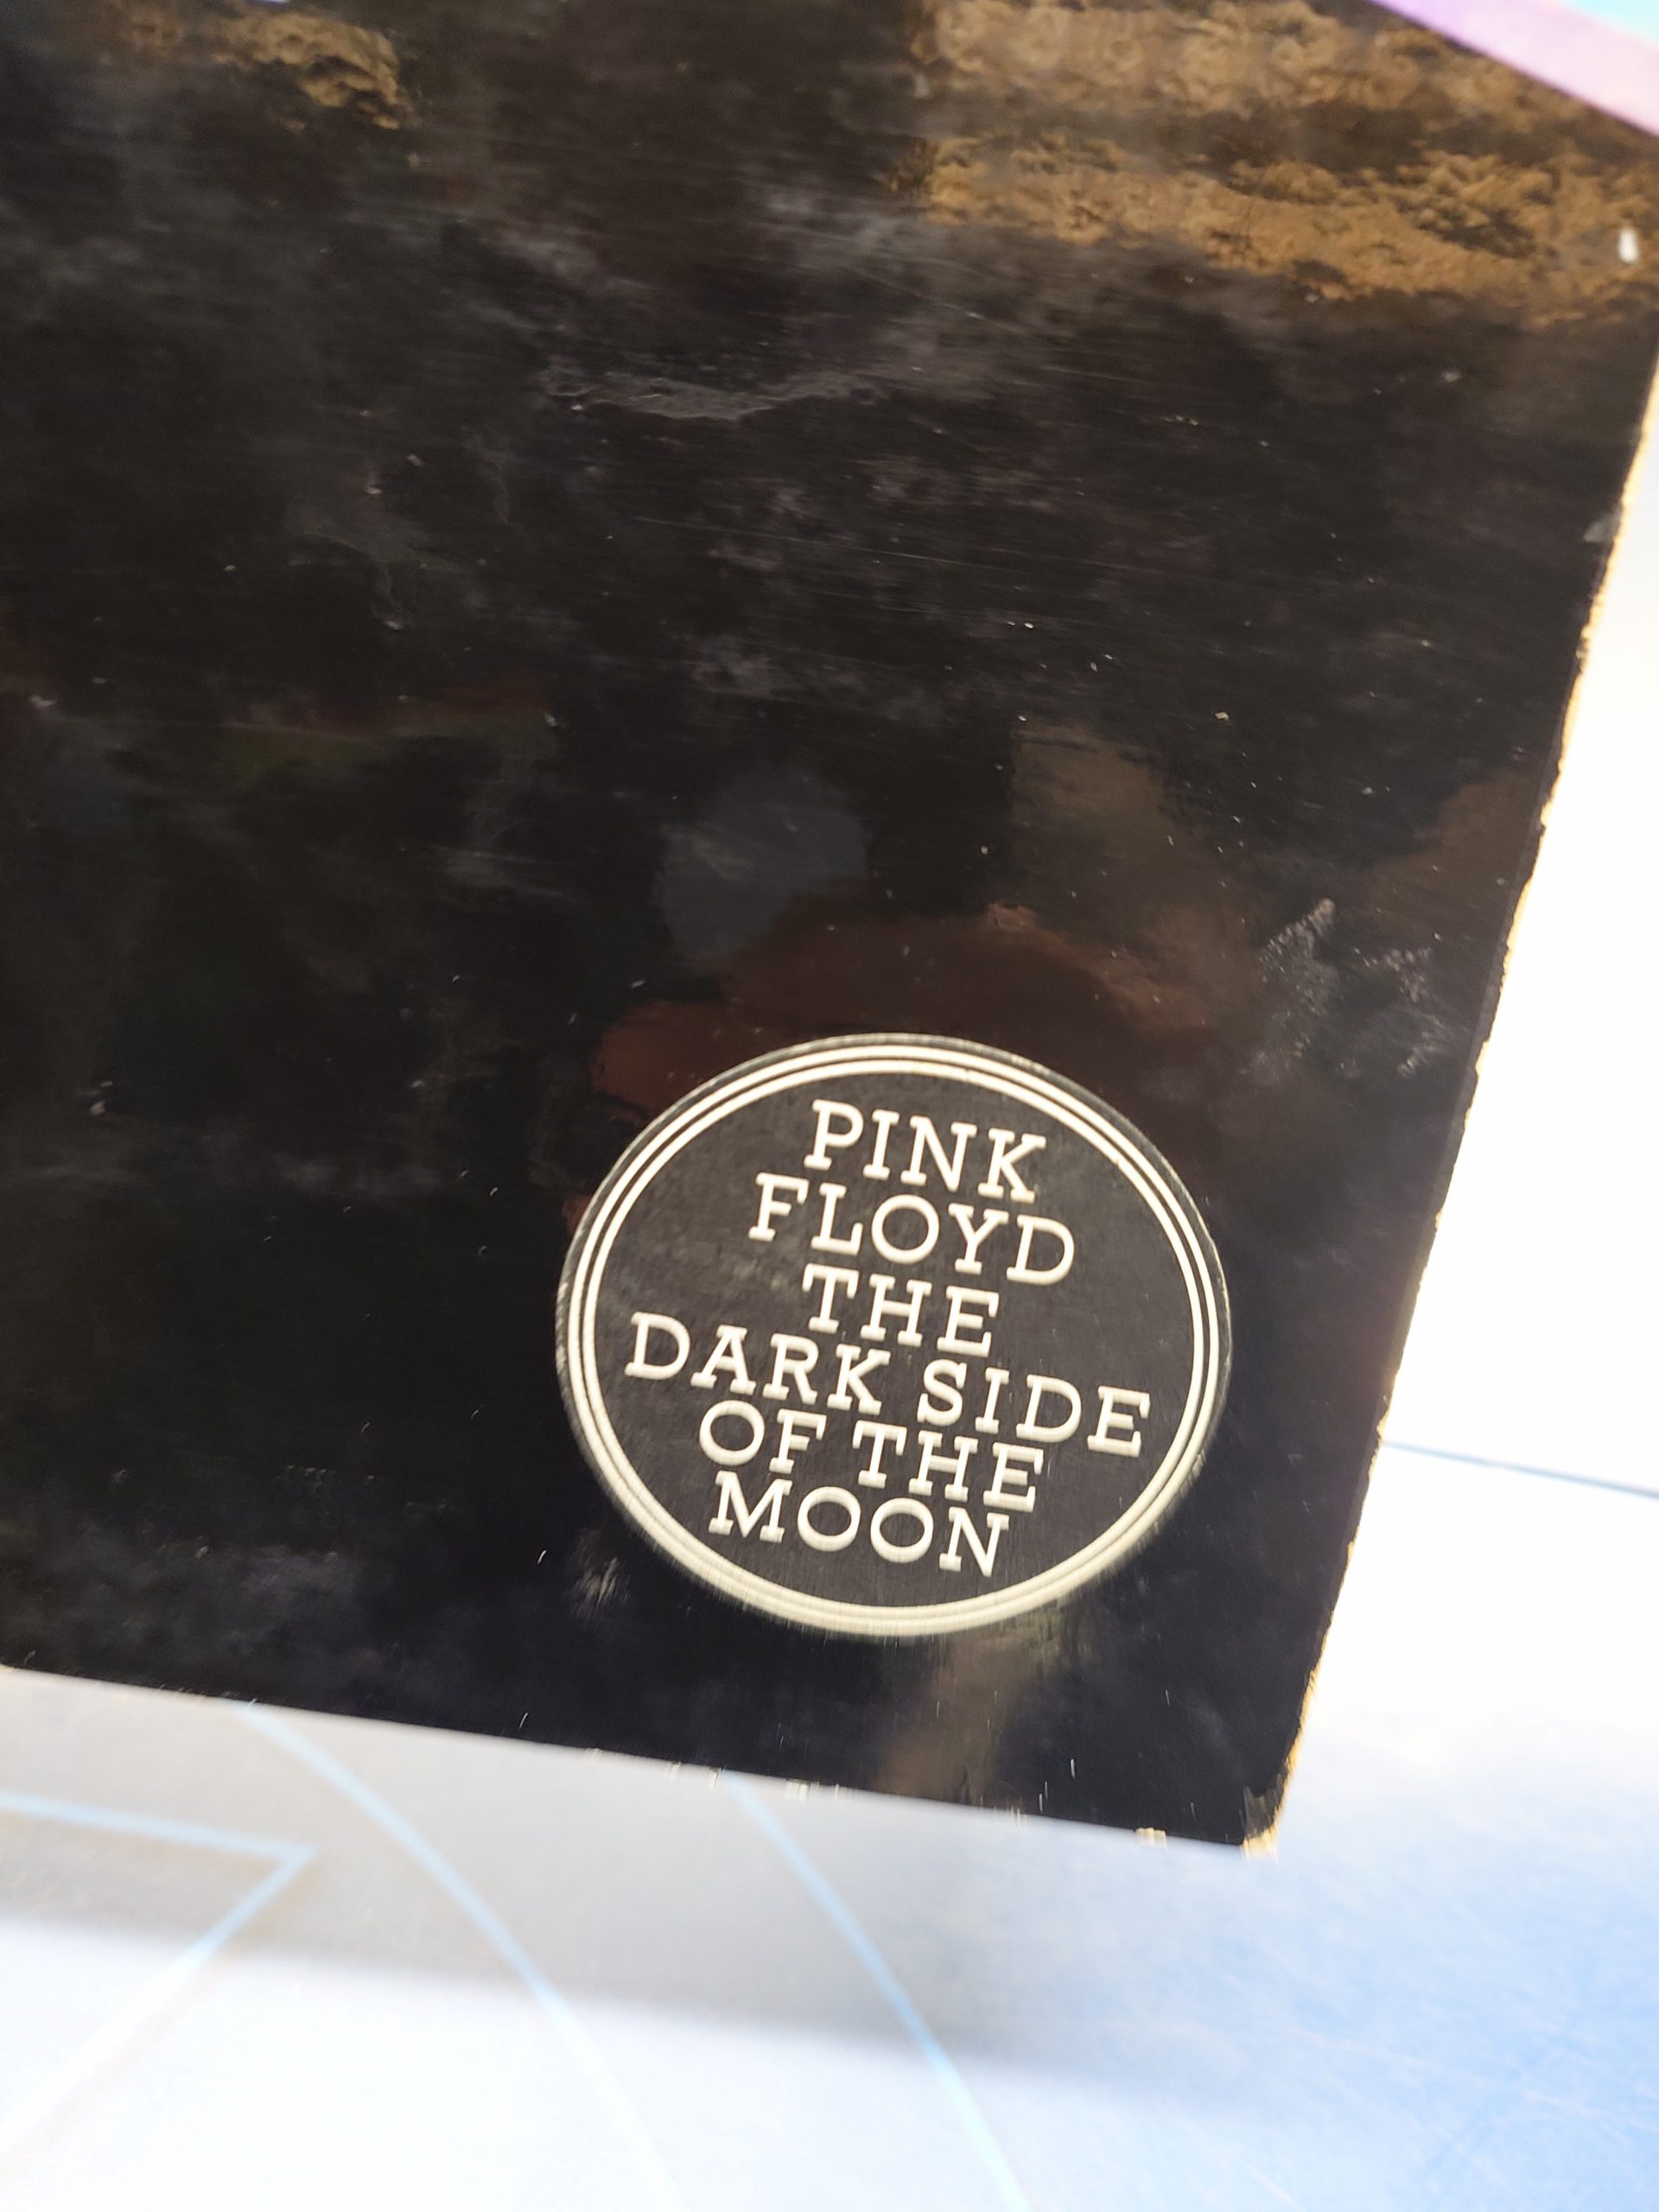 PINK
FLOYD
THE
DARK SIDE
OF THE
MOON